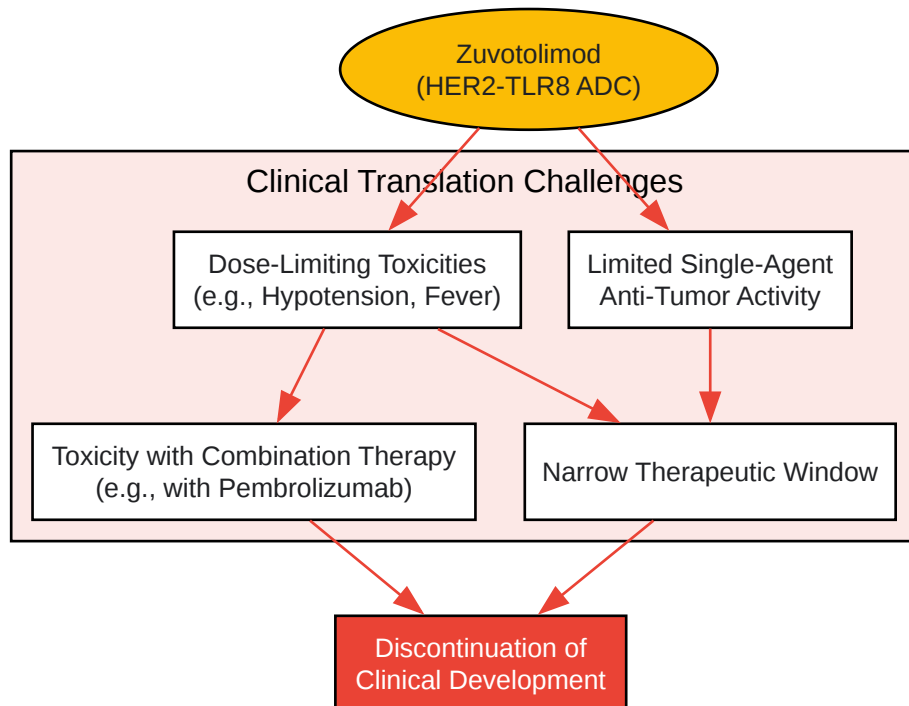 Zuvotolimod
(HER2-TLR8 ADC)
Clinical Translation Challenges
Dose-Limiting Toxicities
(e.g., Hypotension, Fever)
Limited Single-Agent
Anti-Tumor Activity
Toxicity with Combination Therapy
(e.g., with Pembrolizumab)
Narrow Therapeutic Window
Discontinuation of
Clinical Development